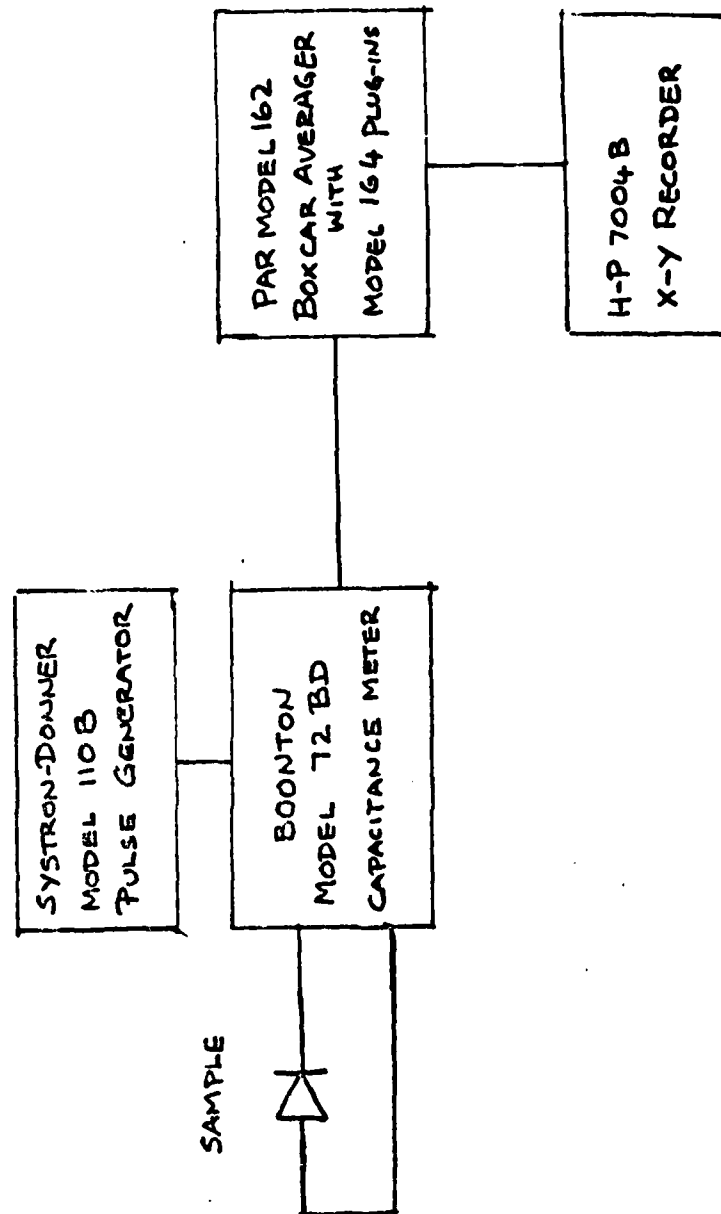 SYSTRON-DONNER
MODEL 110B
PULSE GENERATOR
SAMPLE
BOONTON
MODEL 72 BD
CAPACITANCE METER
PAR MODEL 162
BOXCAR AVERAGER
WITH
MODEL 164 PLUG-INS
H-P 7004B
X-Y RECORDER